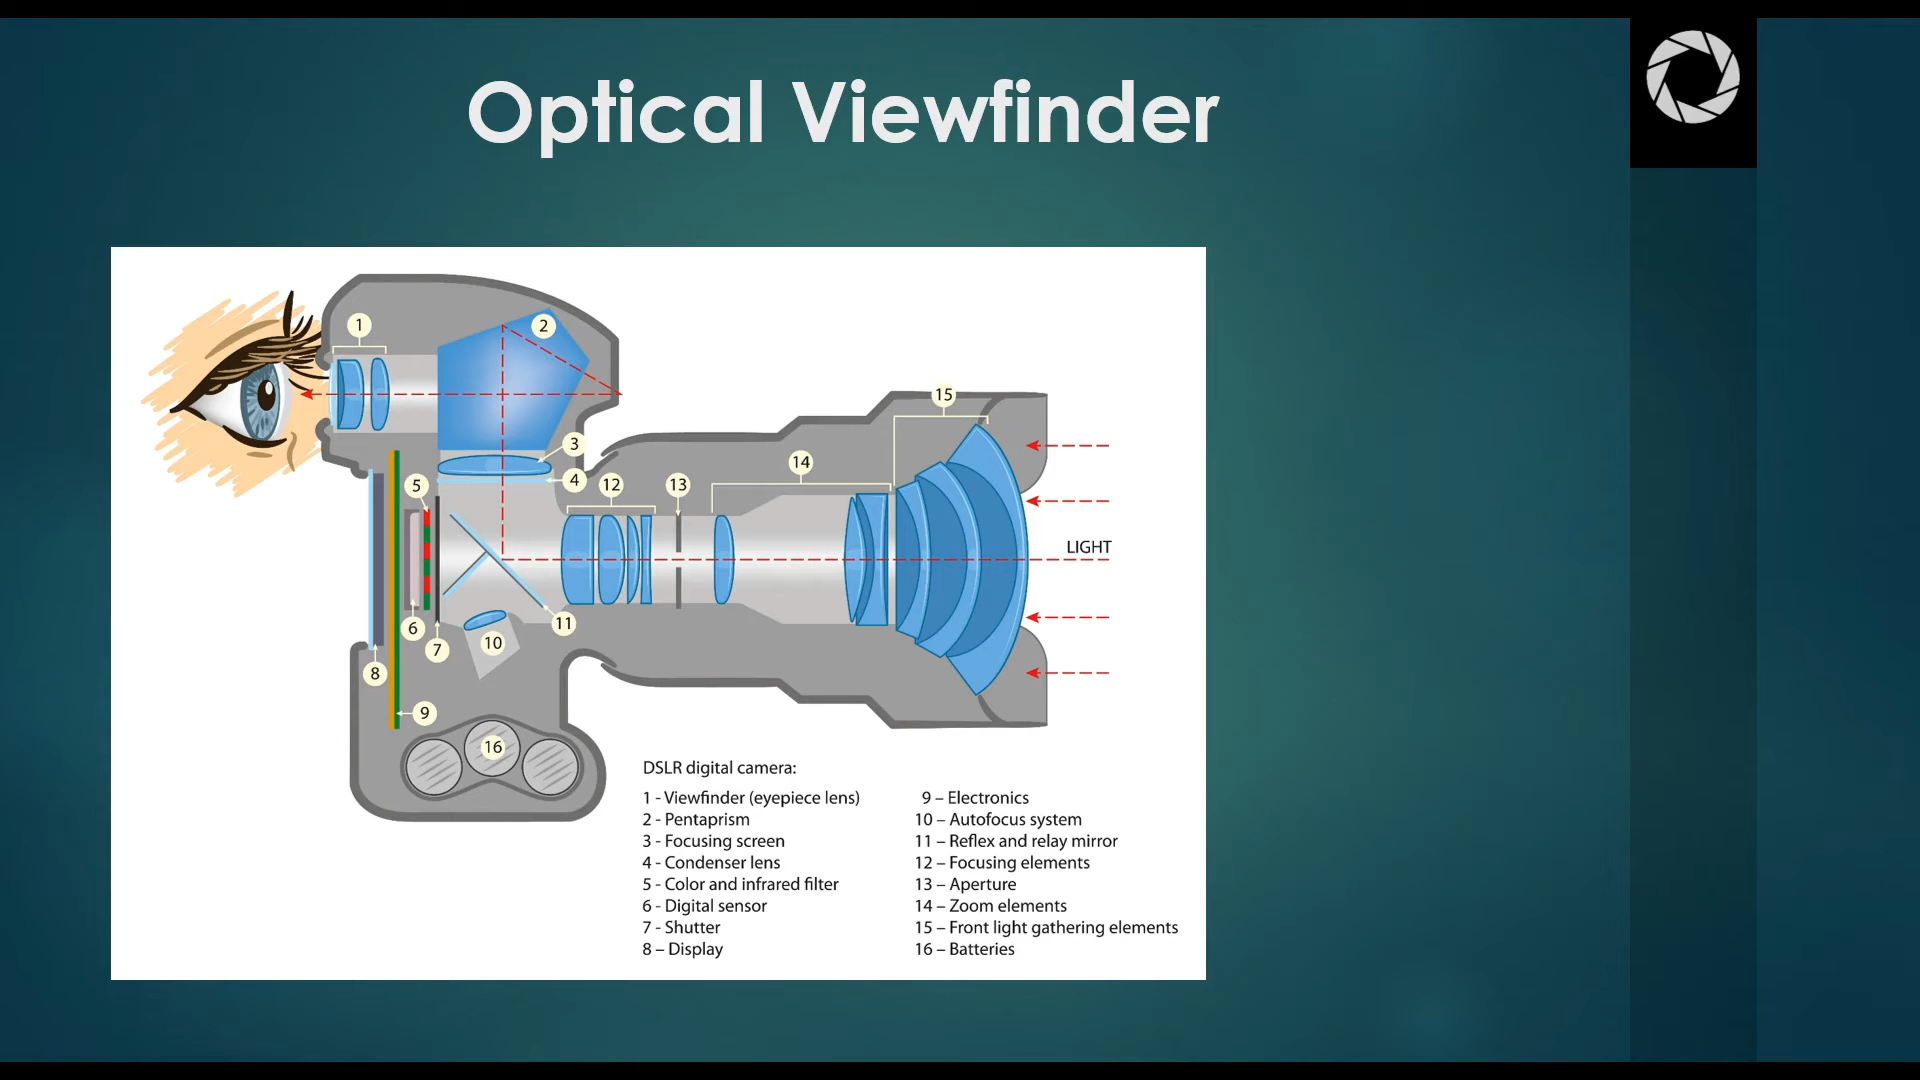 Optical Viewfinder
1
2
15
3
14
4
5
12
13
LIGHT
11
6
10
7
8
9
16
DSLR digital camera:
1 - Viewfinder (eyepiece lens)
2 - Pentaprism
3 - Focusing screen
4 - Condenser lens
5 - Color and infrared filter
6 - Digital sensor
7 - Shutter
8 – Display
9 – Electronics
10 – Autofocus system
11 – Reflex and relay mirror
12 – Focusing elements
13 – Aperture
14 – Zoom elements
15 – Front light gathering elements
16 – Batteries